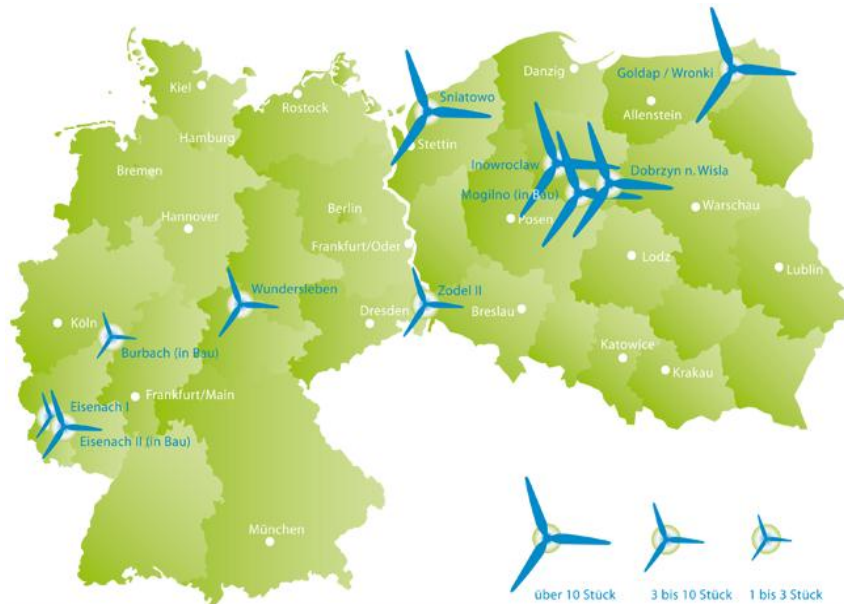 Danzig
Goldap / Wronki
Kiel
Sniatowo
Rostock
Allenstein
Hamburg
Stettin
Inowroclaw
Dobrzyn n. Wisla
Bremen
Mogilno (in Bau)
Berlin
Warschau
Hannover
Posen
Frankfurt/Oder
Lodz
Lublin
Wundersleben
Zodel II
Köln
Dresden
Breslau
Burbach (in Bau)
Katowice
Krakau
Frankfurt/Main
Eisenach I
Eisenach II (in Bau)
München
über 10 Stück
3 bis 10 Stück
1 bis 3 Stück